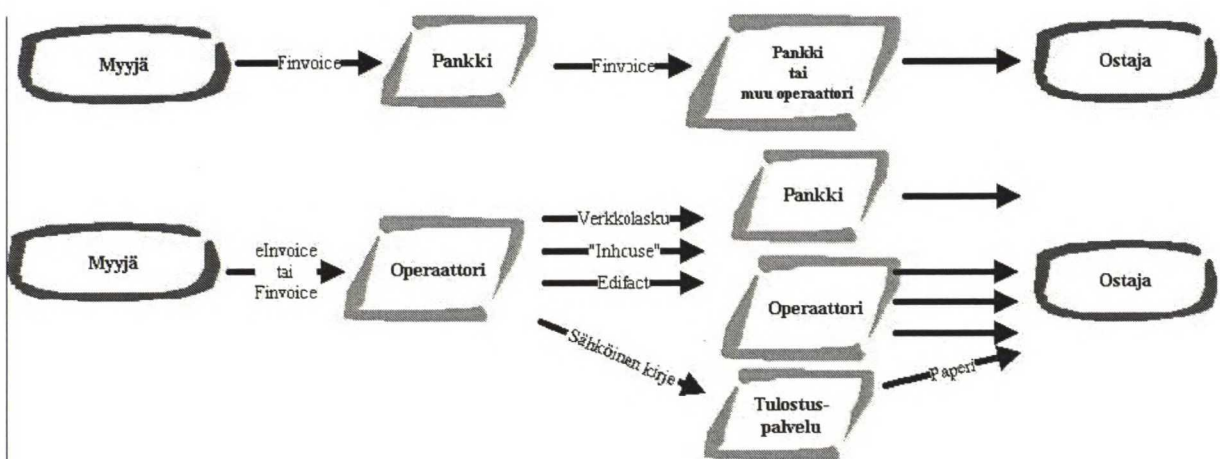 Myyjä
Finvoice
Pankki
Finvoice
Pankki
tai
muu operaattori
Ostaja
Myyjä
eInvoice
tai
Finvoice
Operaattori
Verkkolasku
"Inhouse"
Edifact
Sähköinen kirje
Pankki
Operaattori
Tulostus-
palvelu
Paperi
Ostaja